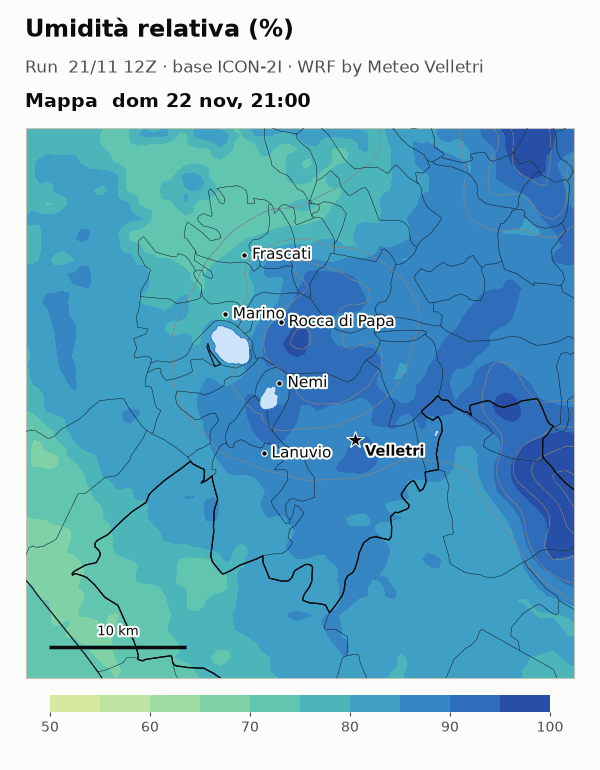 Umidità relativa (%)
Run  21/11 12Z · base ICON-2I · WRF by Meteo Velletri
Mappa  dom 22 nov, 21:00
Frascati
Marino
Rocca di Papa
Nemi
Velletri
Lanuvio
10 km
50 60 70 80 90 100